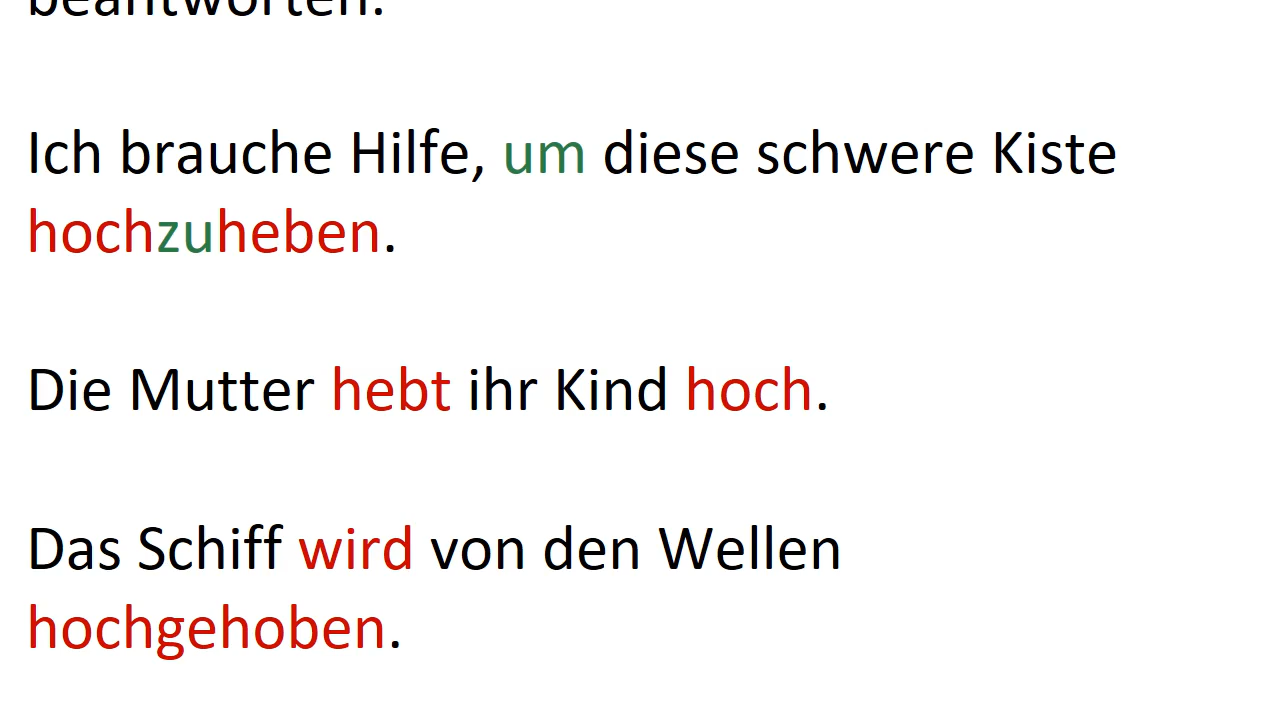 beantworten.
Ich brauche Hilfe, um diese schwere Kiste
hochzuheben.
Die Mutter hebt ihr Kind hoch.
Das Schiff wird von den Wellen
hochgehoben.